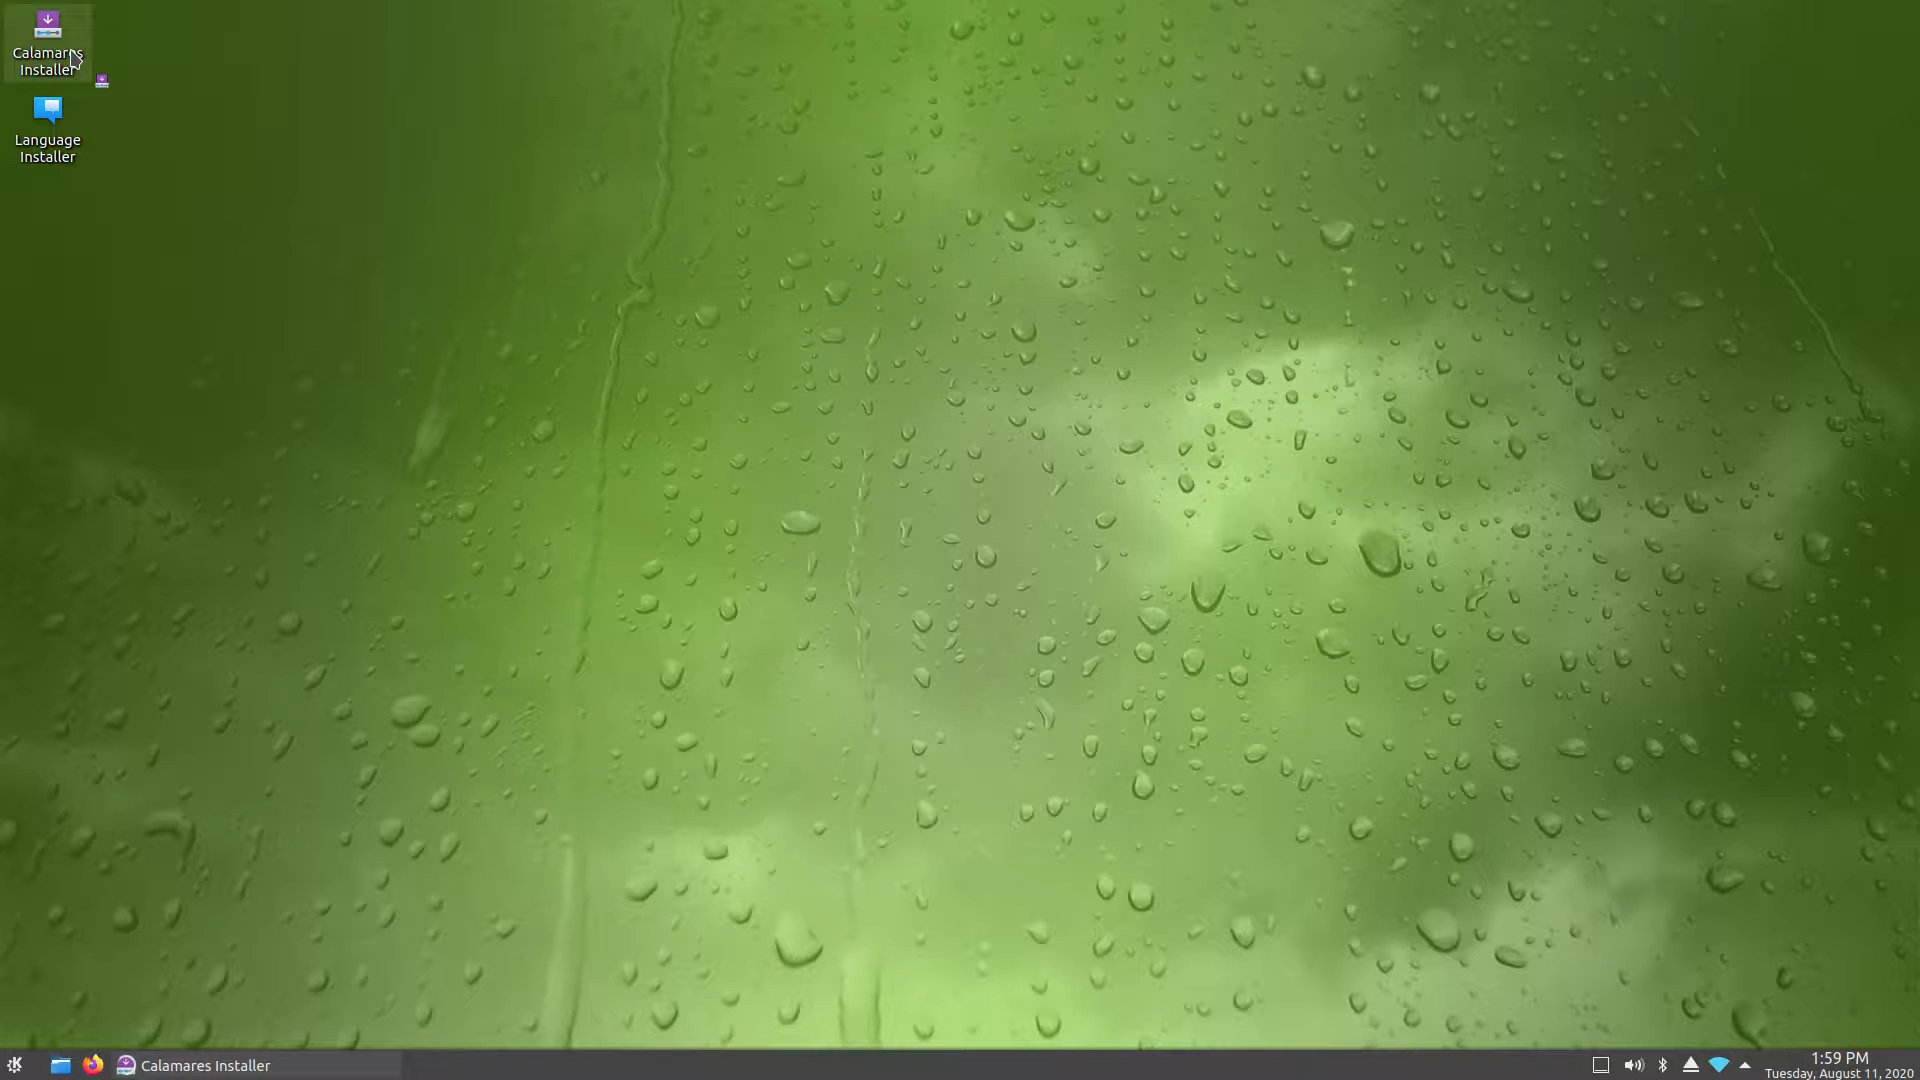 Calamares
Installer
Language
Installer
Calamares Installer
1:59 PM
Tuesday, August 11, 2020